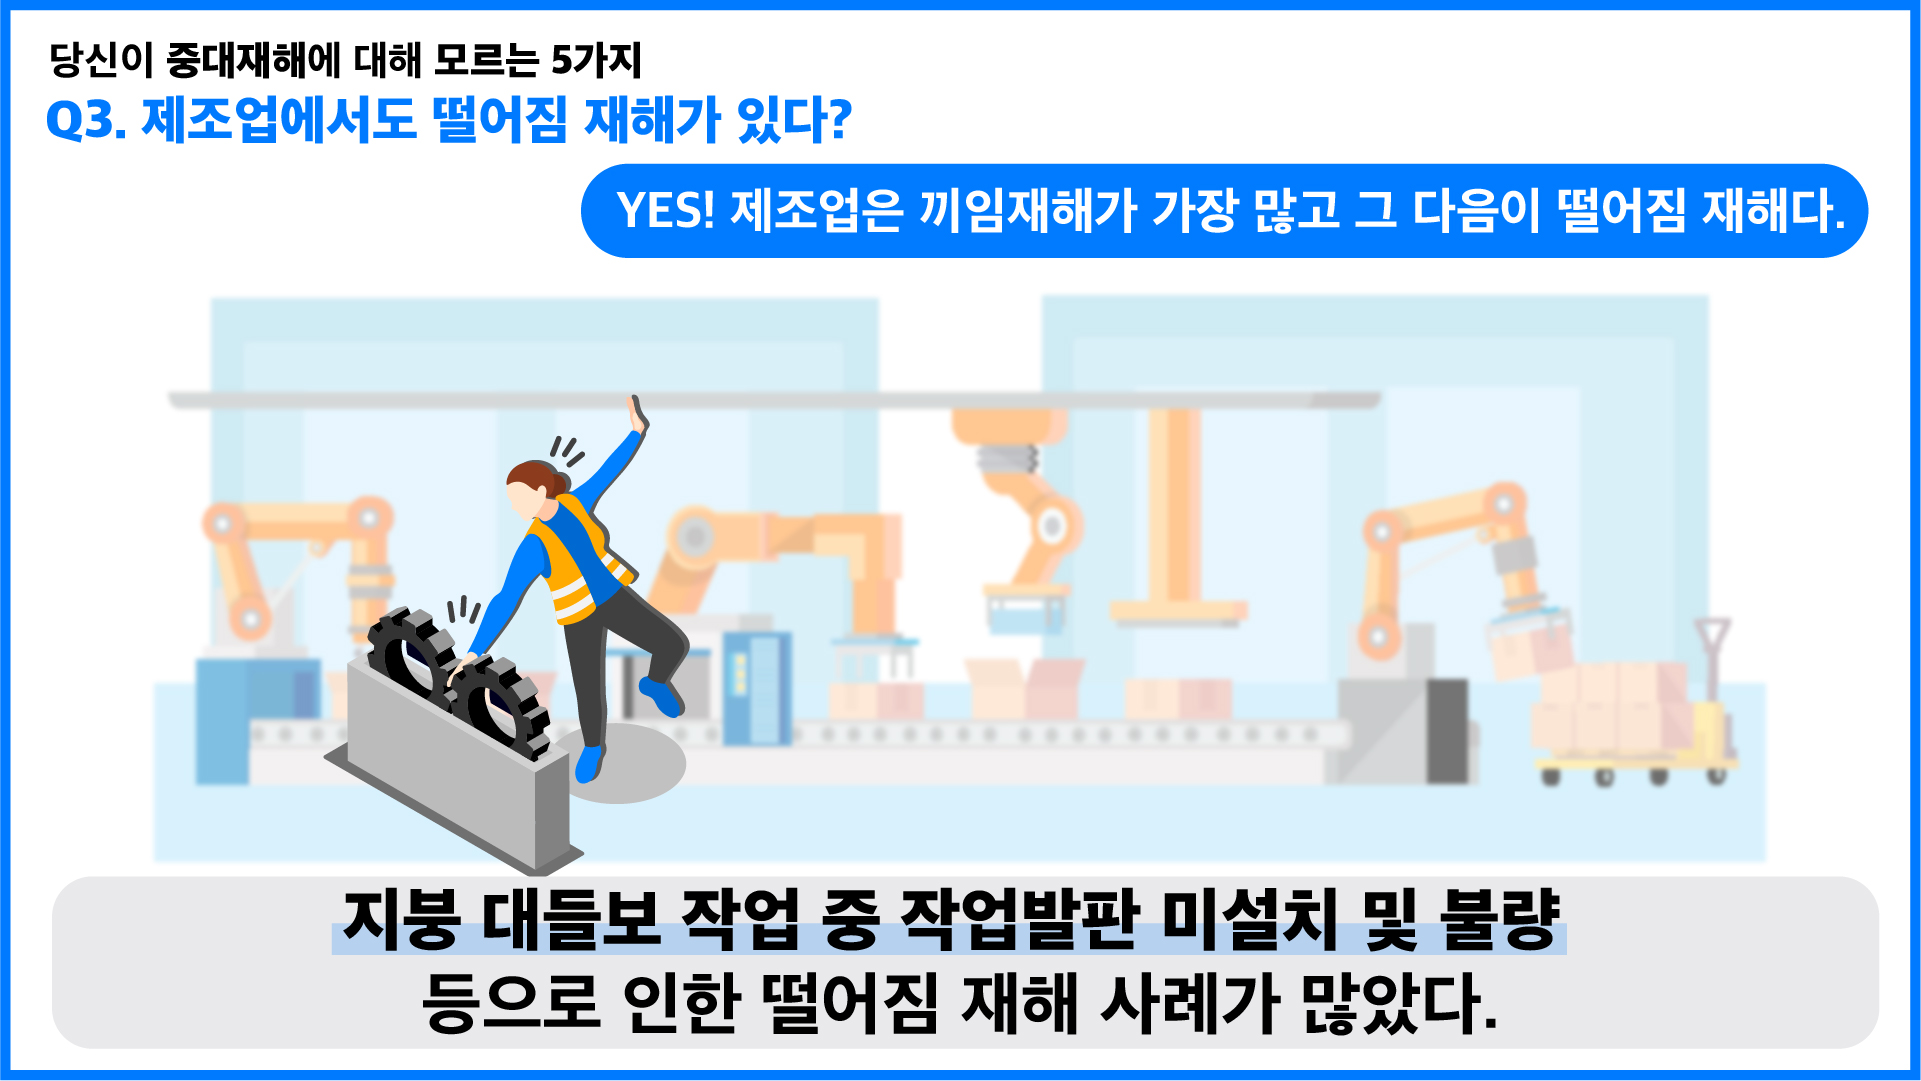 당신이 중대재해에 대해 모르는 5가지
Q3. 제조업에서도 떨어짐 재해가 있다?
YES! 제조업은 끼임재해가 가장 많고 그 다음이 떨어짐 재해다.
지붕 대들보 작업 중 작업발판 미설치 및 불량
등으로 인한 떨어짐 재해 사례가 많았다.